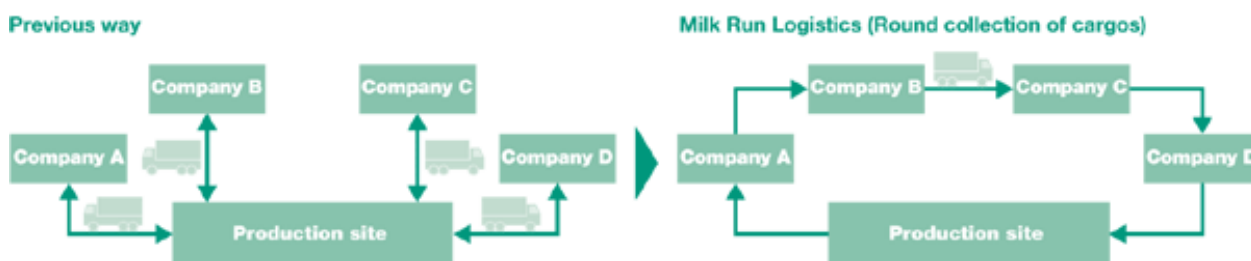 Previous way
Milk Run Logistics (Round collection of cargos)
Company B
Company C
Company A
Company D
Production site
Company B
Company C
Company A
Company D
Production site